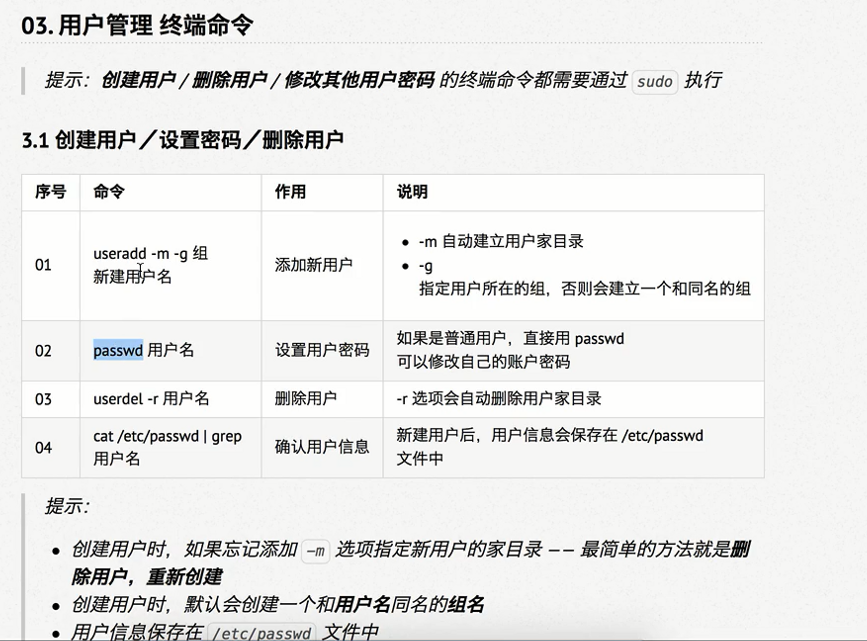 03. 用户管理 终端命令
提示：创建用户 / 删除用户 / 修改其他用户密码 的终端命令都需要通过 sudo 执行
3.1 创建用户／设置密码／删除用户
序号 命令 作用 说明
01
useradd -m -g 组
新建用户名
添加新用户
-m 自动建立用户家目录
-g
指定用户所在的组，否则会建立一个和同名的组
02
passwd 用户名
设置用户密码
如果是普通用户，直接用 passwd
可以修改自己的账户密码
03
userdel -r 用户名
删除用户
-r 选项会自动删除用户家目录
04
cat /etc/passwd | grep
用户名
确认用户信息
新建用户后，用户信息会保存在 /etc/passwd
文件中
提示：
创建用户时，如果忘记添加 -m 选项指定新用户的家目录 -- 最简单的方法就是删
除用户，重新创建
创建用户时，默认会创建一个和用户名同名的组名
用户信息保存在 /etc/passwd 文件中